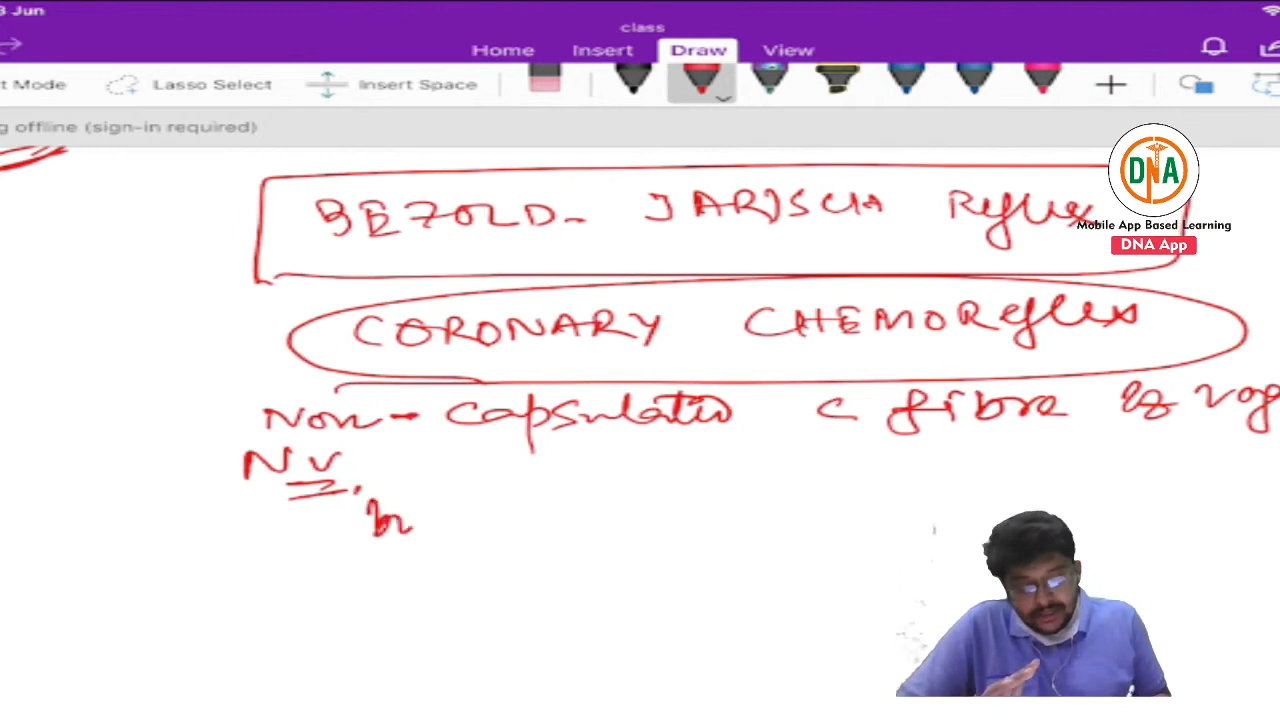 3 Jun
class
Home Insert Draw View
t Mode Lasso Select Insert Space
g offline (sign-in required)
DNA
Mobile App Based Learning
DNA App
BEZOLD- JARISCH Reflex
CORONARY CHEMOReflex
Non - Capsulated C fibre of vag
N